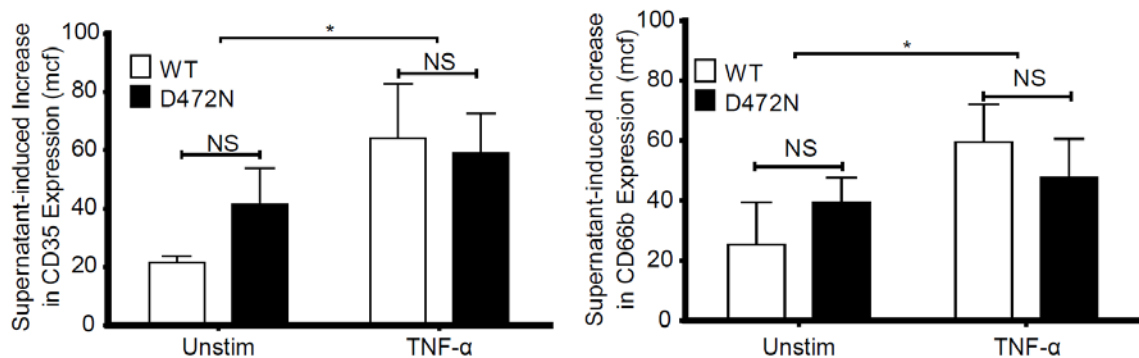 Supernatant-induced Increase
in CD35 Expression (mcf)
100
80
60
40
20
0
WT
D472N
*
NS
NS
Unstim
TNF-α
Supernatant-induced Increase
in CD66b Expression (mcf)
100
80
60
40
20
0
WT
D472N
*
NS
NS
Unstim
TNF-α